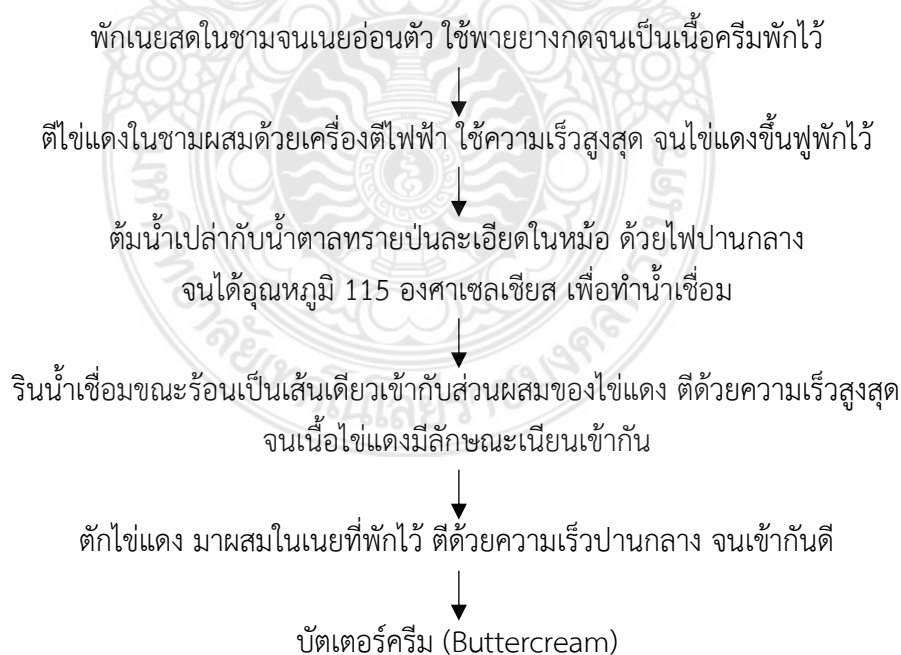 พักเนยสดในชามจนเนยอ่อนตัว ใช้พายยางกดจนเป็นเนื้อครีมพักไว้
ตีไข่แดงในชามผสมด้วยเครื่องตีไฟฟ้า ใช้ความเร็วสูงสุด จนไข่แดงขึ้นฟูพักไว้
ต้มน้ำเปล่ากับน้ำตาลทรายป่นละเอียดในหม้อ ด้วยไฟปานกลาง
จนได้อุณหภูมิ 115 องศาเซลเซียส เพื่อทำน้ำเชื่อม
รินน้ำเชื่อมขณะร้อนเป็นเส้นเดียวเข้ากับส่วนผสมของไข่แดง ตีด้วยความเร็วสูงสุด
จนเนื้อไข่แดงมีลักษณะเนียนเข้ากัน
ตักไข่แดง มาผสมในเนยที่พักไว้ ตีด้วยความเร็วปานกลาง จนเข้ากันดี
บัตเตอร์ครีม (Buttercream)